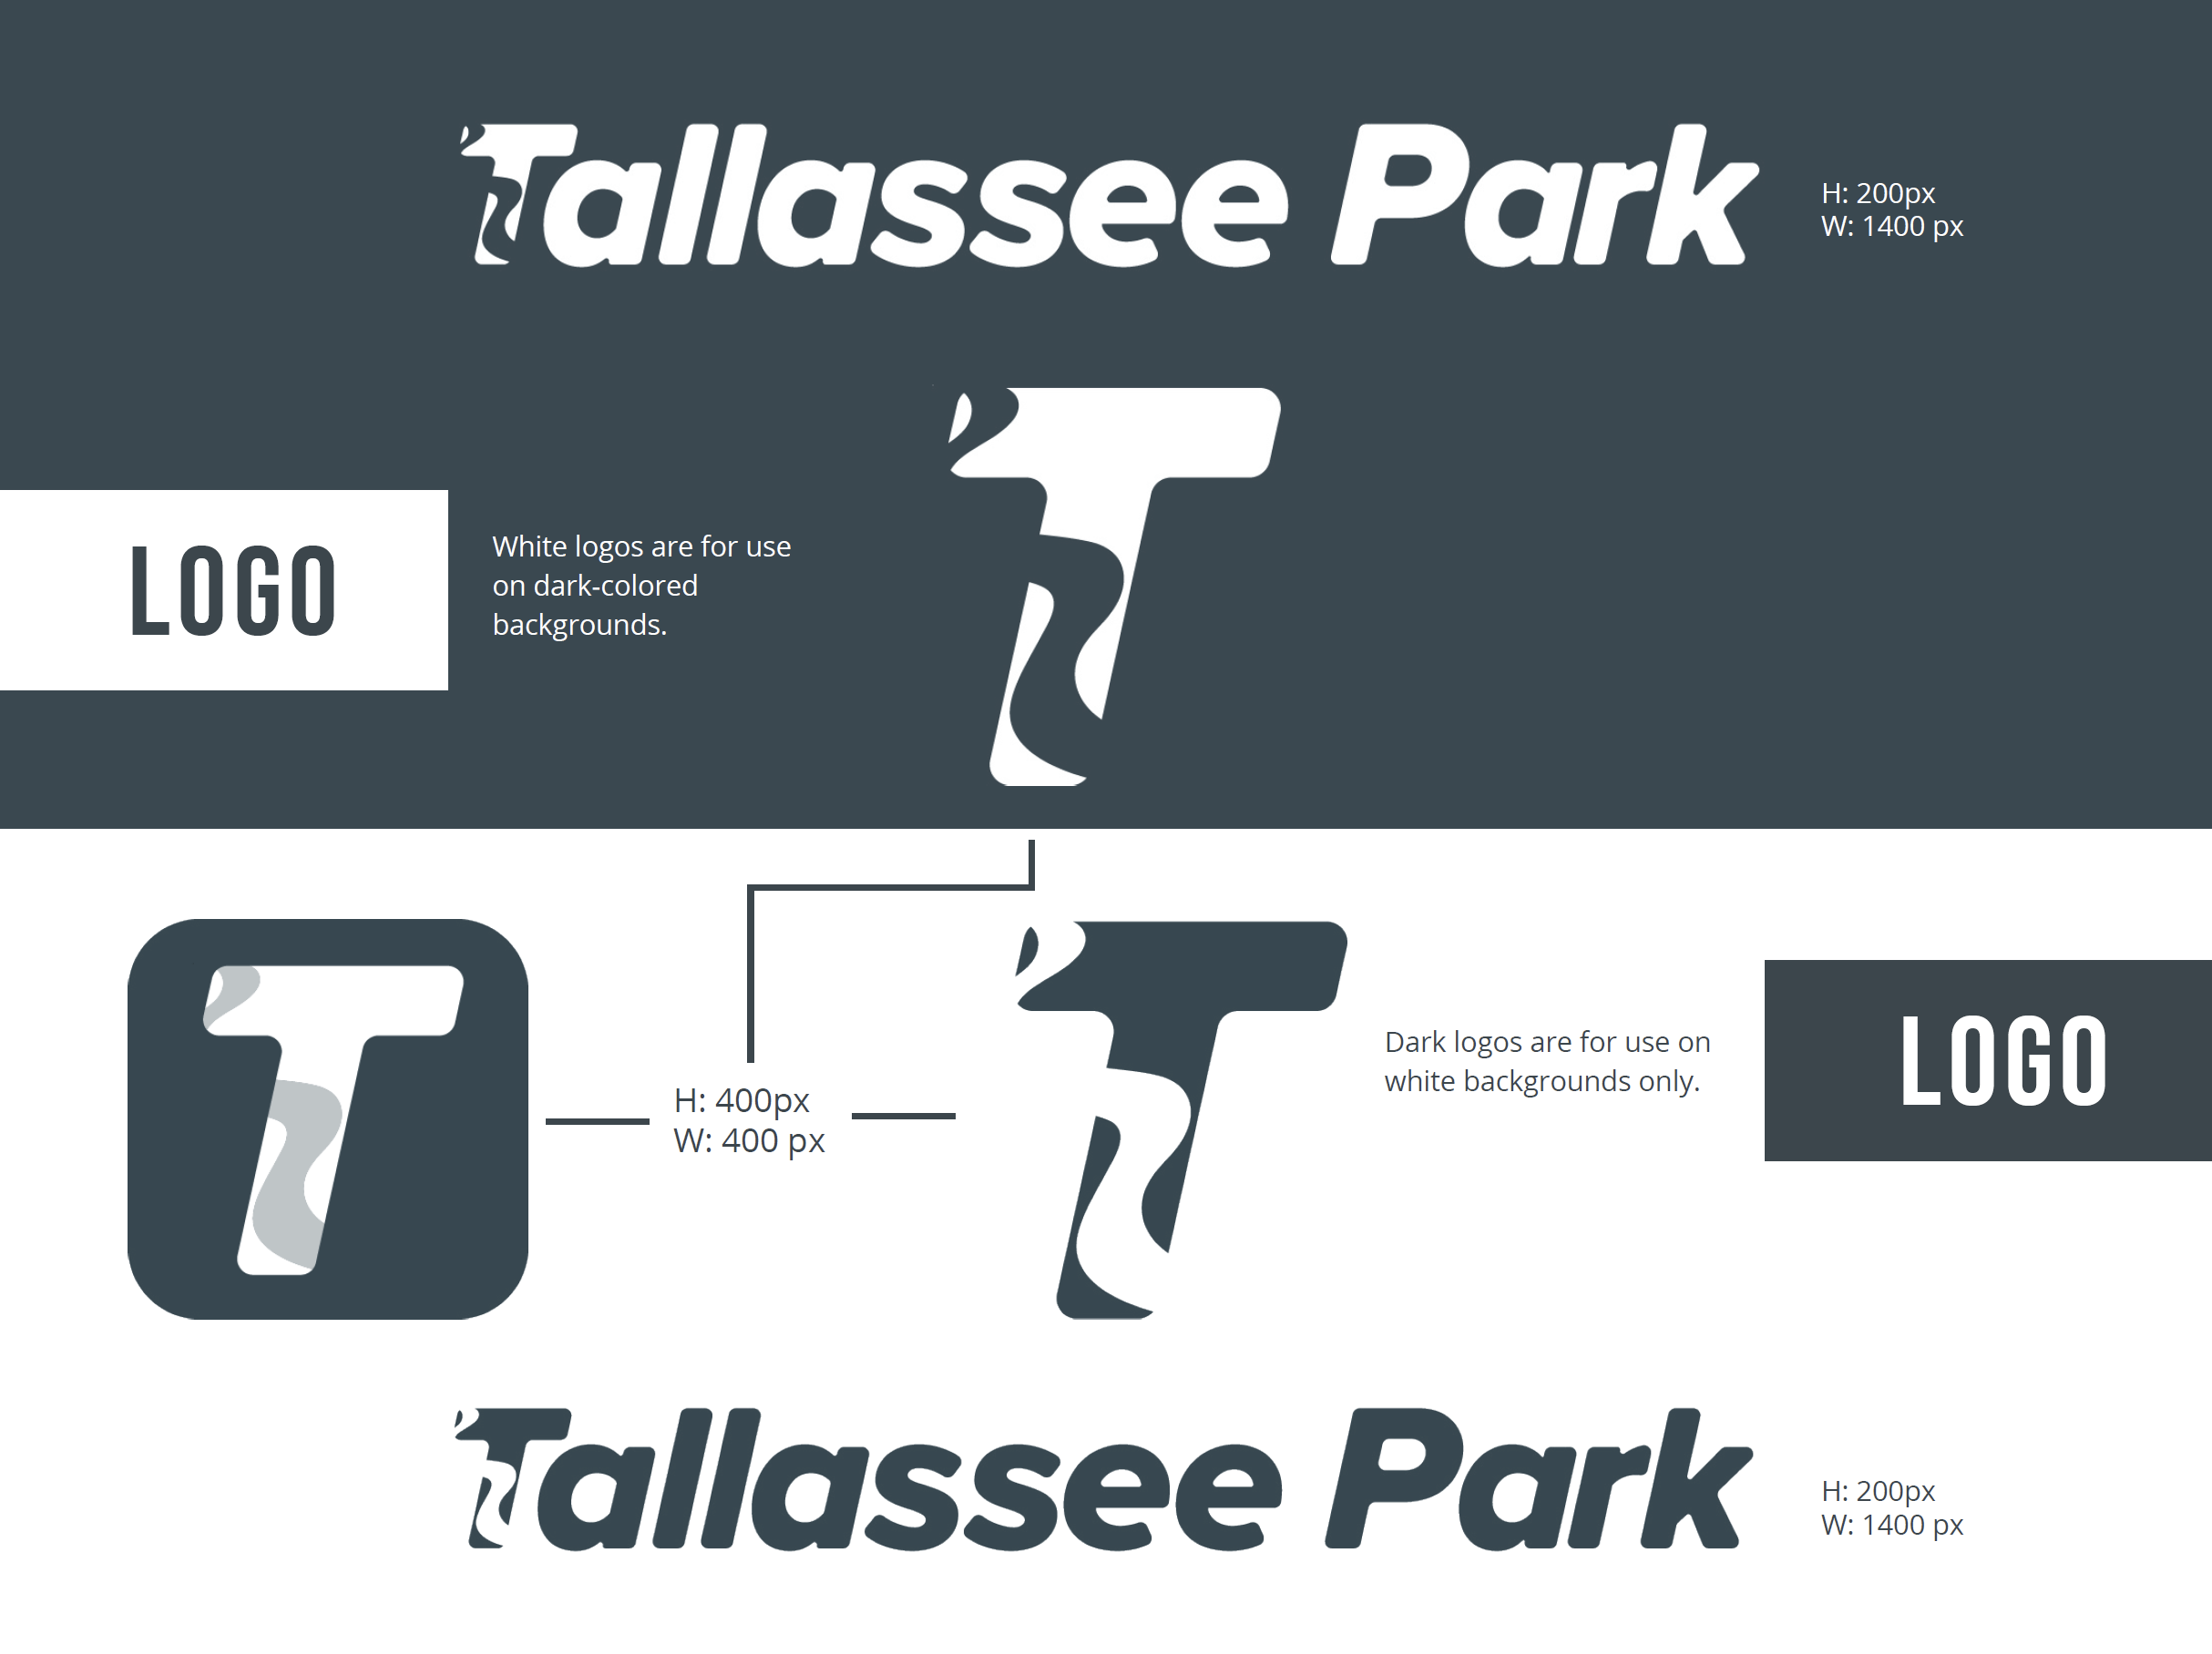 Tallassee Park
H: 200px
W: 1400 px
T
LOGO
White logos are for use
on dark-colored
backgrounds.
T
H: 400px
W: 400 px
T
Dark logos are for use on
white backgrounds only.
LOGO
Tallassee Park
H: 200px
W: 1400 px